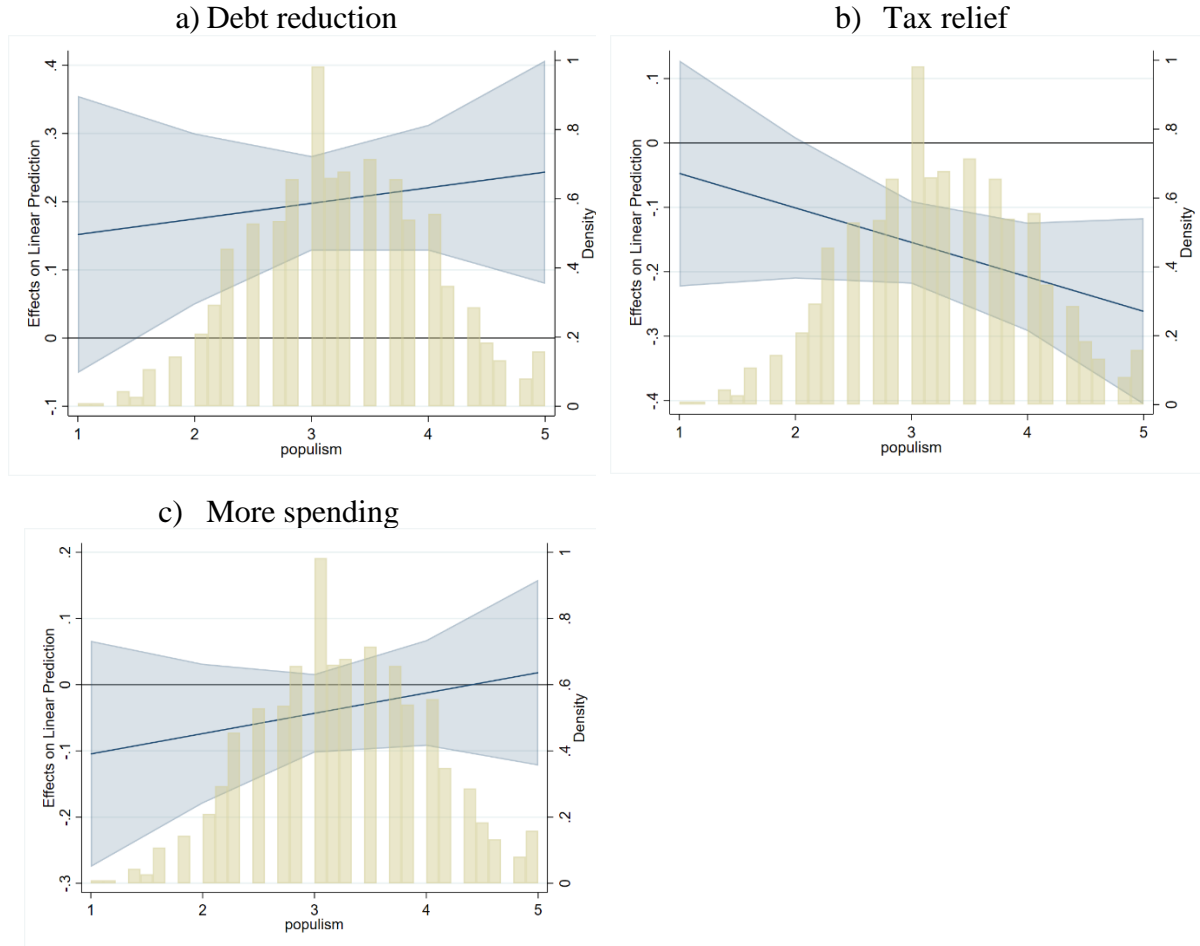 a) Debt reduction
Effects on Linear Prediction
.4
.3
.2
.1
0
-.1
1
.8
.6
.4
.2
0
Density
1 2 3 4 5
populism
b) Tax relief
Effects on Linear Prediction
.1
0
-.1
-.2
-.3
-.4
1
.8
.6
.4
.2
0
Density
1 2 3 4 5
populism
c) More spending
Effects on Linear Prediction
.2
.1
0
-.1
-.2
-.3
1
.8
.6
.4
.2
0
Density
1 2 3 4 5
populism